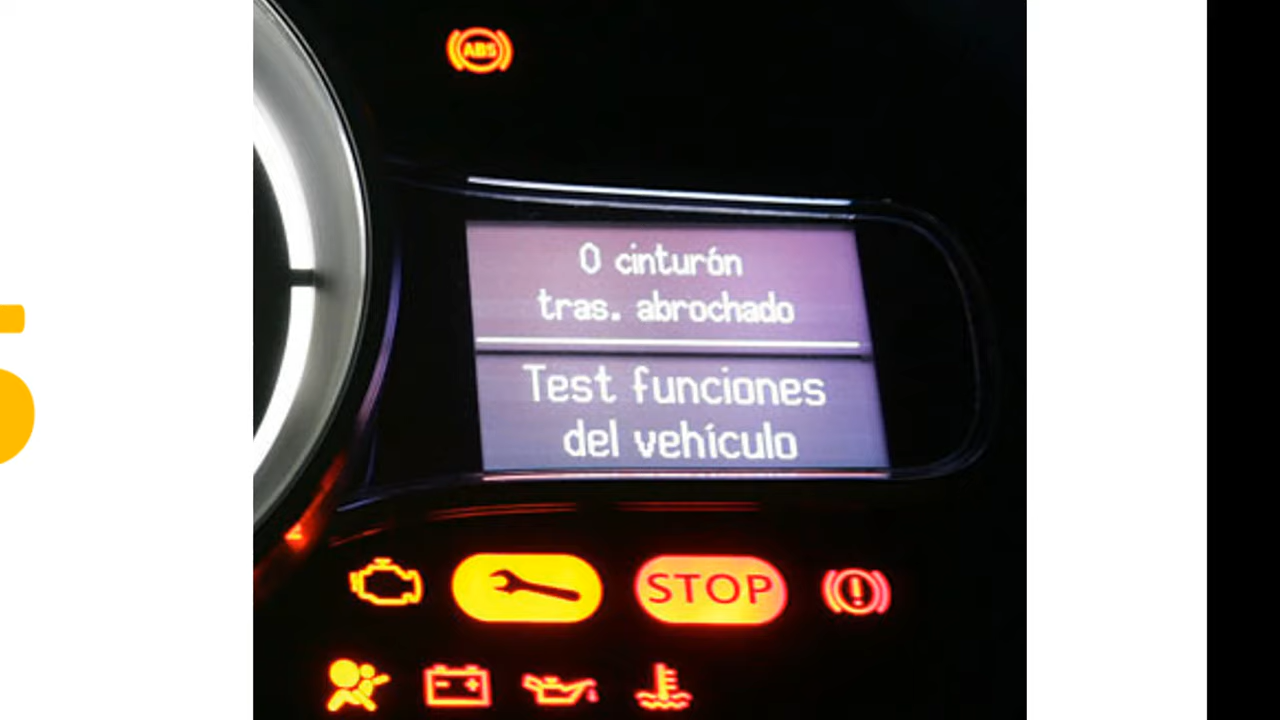 ABS
0 cinturón
tras. abrochado
Test funciones
del vehículo
STOP